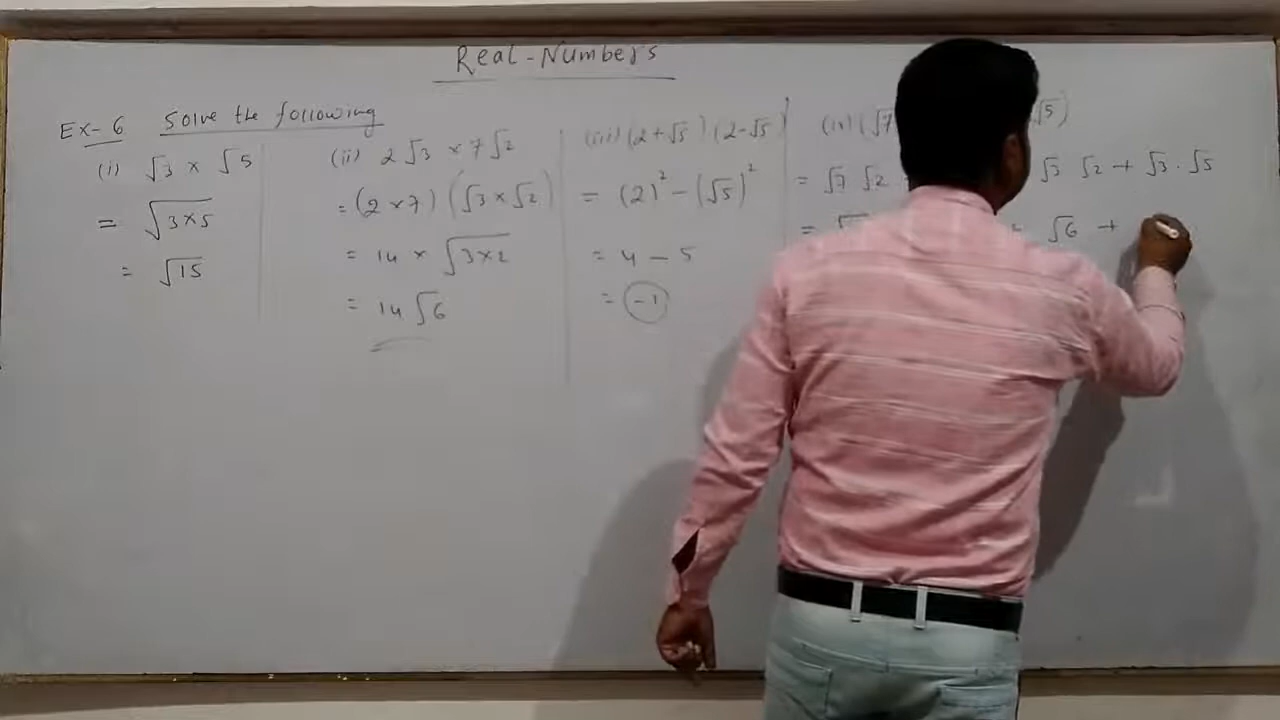 Real-Numbers
Ex-6 Solve the following
(i) √3 × √5
= √(3×5)
= √15
(ii) 2√3 × 7√2
= (2×7) (√3×√2)
= 14 × √(3×2)
= 14√6
(iii) (2+√5) (2-√5)
= (2)² - (√5)²
= 4 - 5
= -1
(iv) (√7 √5)
= √7 √2 √3 √2 + √3 . √5
= √6 +